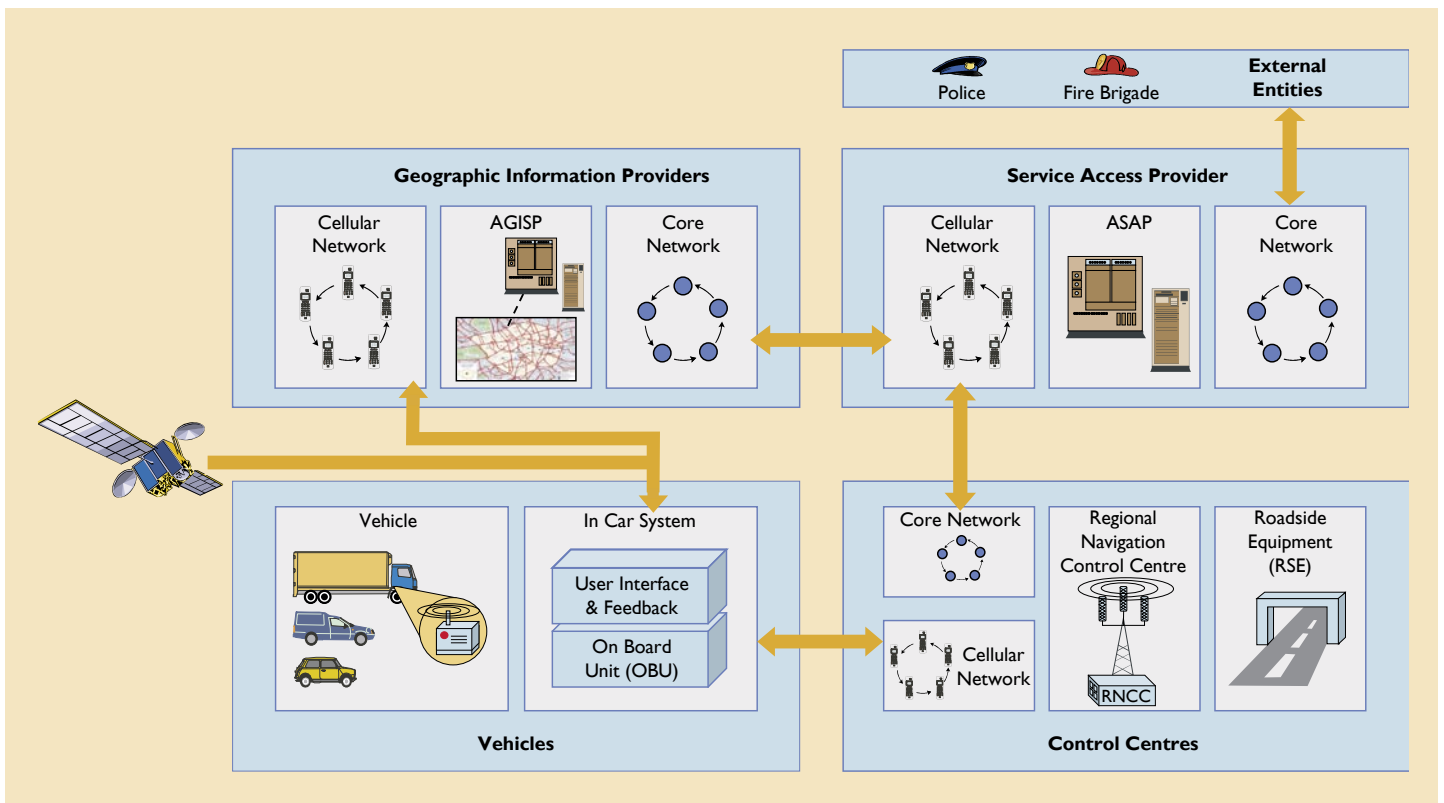 Police
Fire Brigade
External
Entities
Geographic Information Providers
Cellular
Network
AGISP
Core
Network
Service Access Provider
Cellular
Network
ASAP
Core
Network
Vehicle
In Car System
User Interface
& Feedback
On Board
Unit (OBU)
Vehicles
Core Network
Cellular
Network
Regional
Navigation
Control Centre
RNCC
Roadside
Equipment
(RSE)
Control Centres